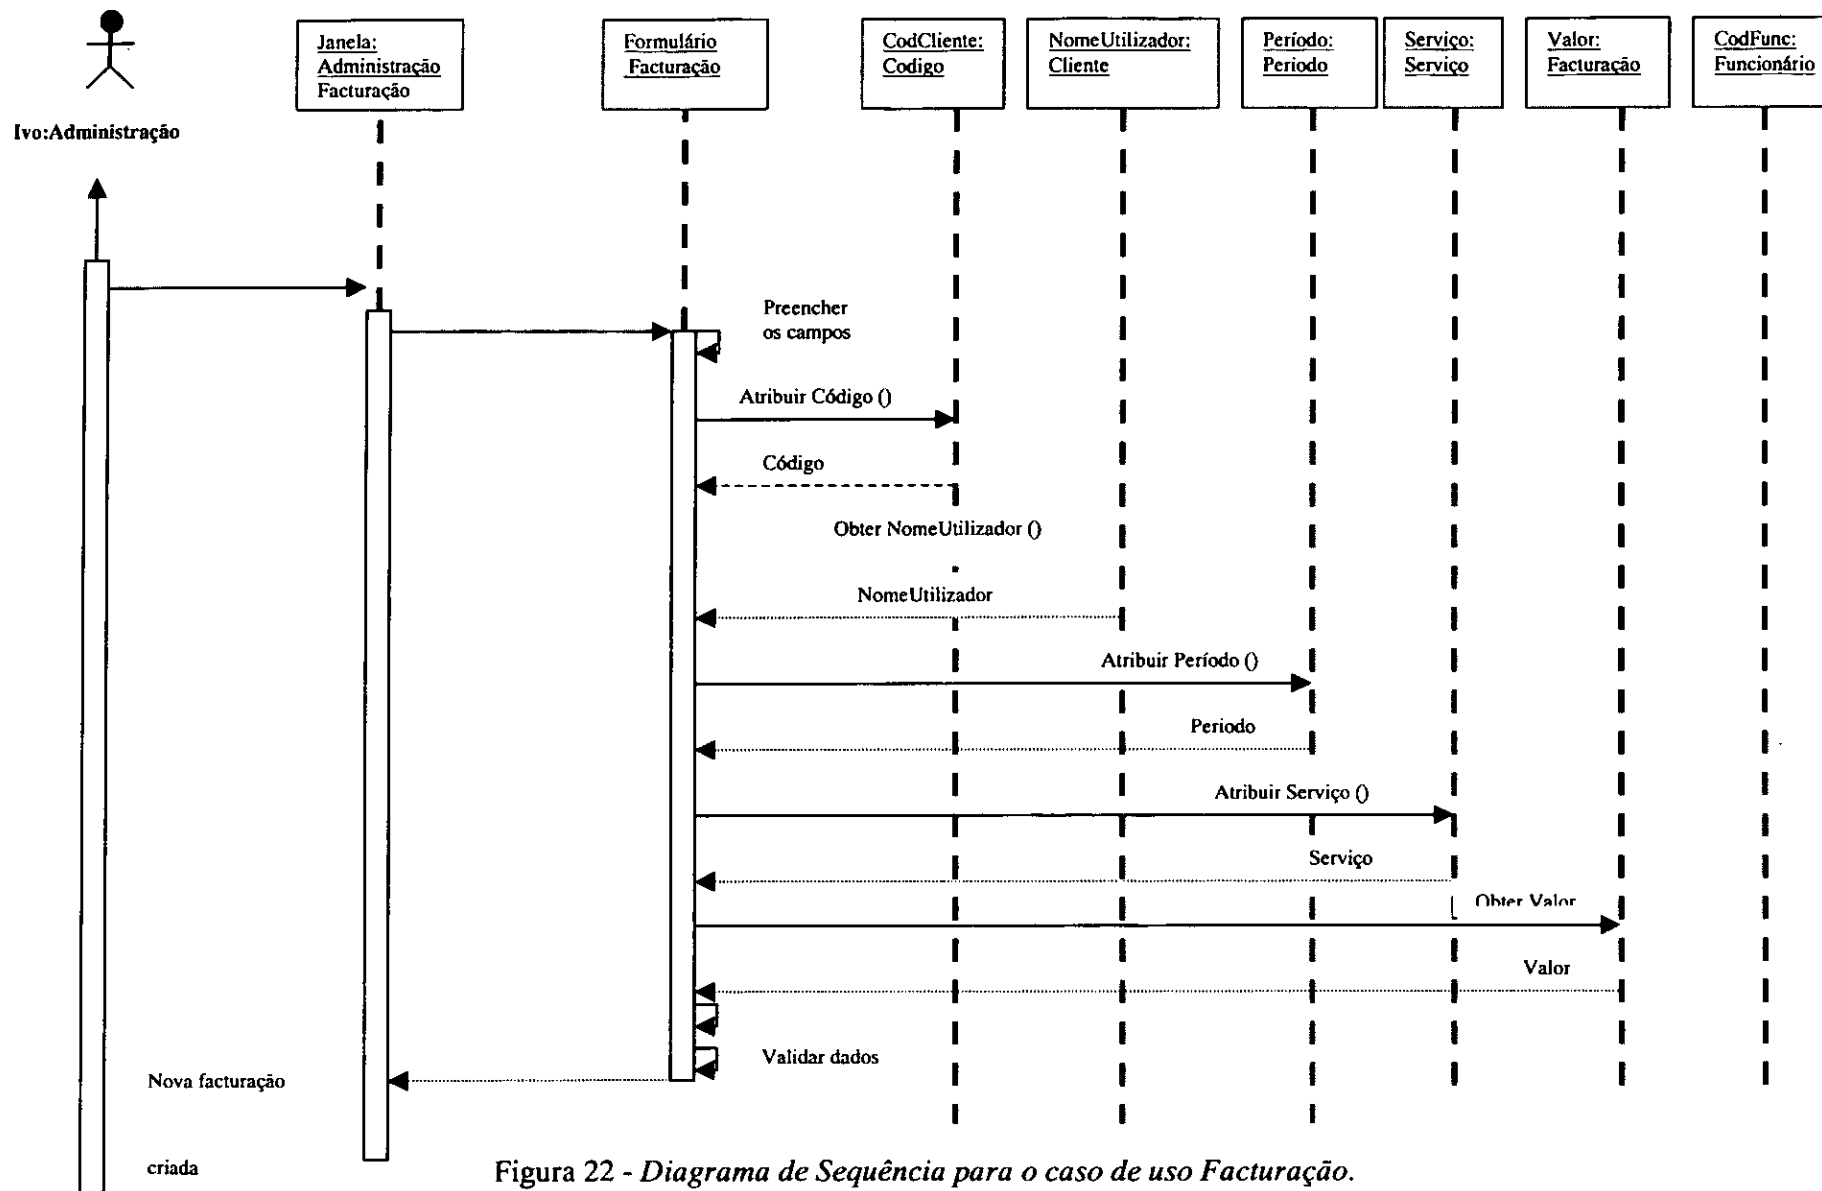 Janela:
Administração
Facturação
Formulário
Facturação
CodCliente:
Codigo
NomeUtilizador:
Cliente
Período:
Periodo
Serviço:
Serviço
Valor:
Facturação
CodFunc:
Funcionário
Ivo:Administração
Preencher
os campos
Atribuir Código ()
Código
Obter NomeUtilizador ()
NomeUtilizador
Atribuir Período ()
Periodo
Atribuir Serviço ()
Serviço
Obter Valor
Valor
Validar dados
Nova facturação
criada
Figura 22 - Diagrama de Sequência para o caso de uso Facturação.